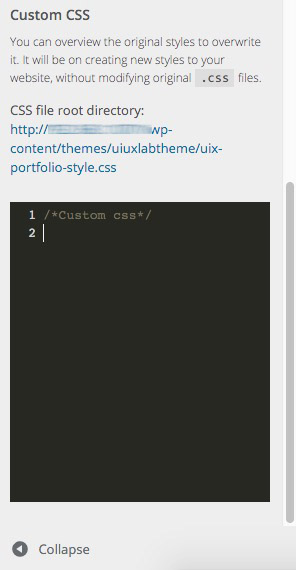 Custom CSS
You can overview the original styles to overwrite
it. It will be on creating new styles to your
website, without modifying original .css files.
CSS file root directory:
http:// wp-
content/themes/uiuxlabtheme/uix-
portfolio-style.css
1 /*Custom css*/
2
Collapse